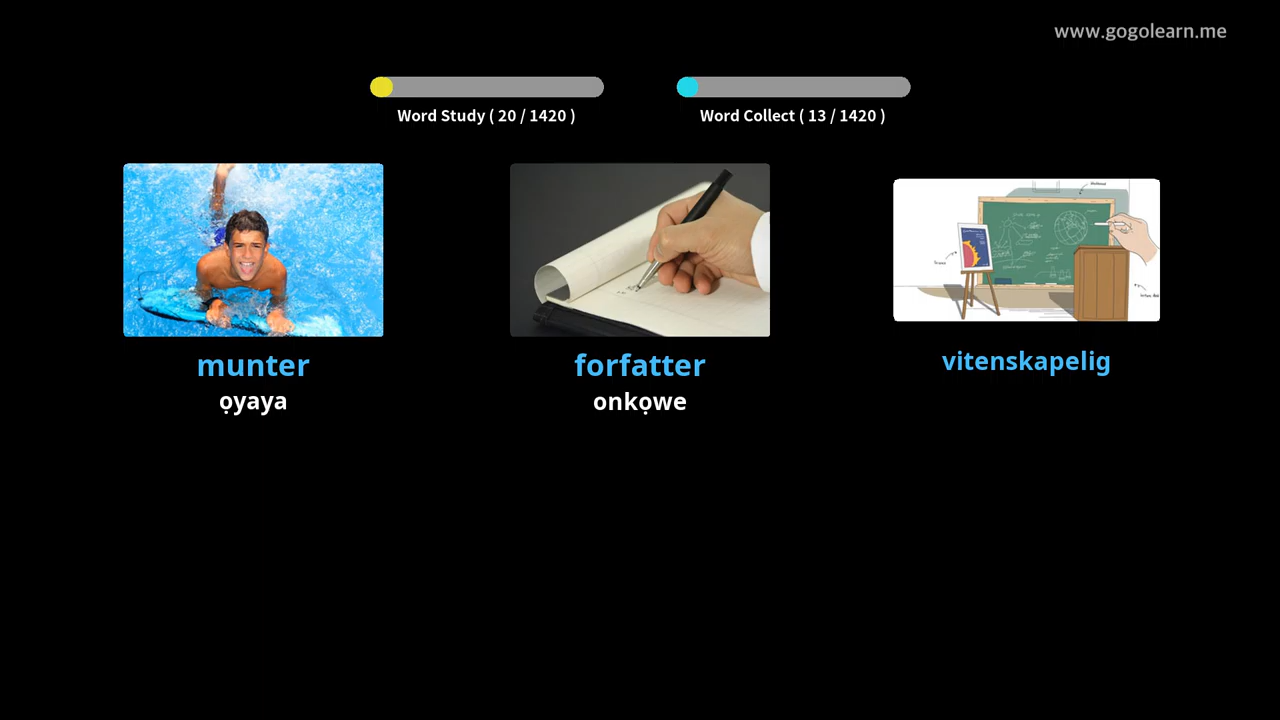 www.gogolearn.me
Word Study ( 20 / 1420 )
Word Collect ( 13 / 1420 )
munter
forfatter
vitenskapelig
ọyaya
onkọwe